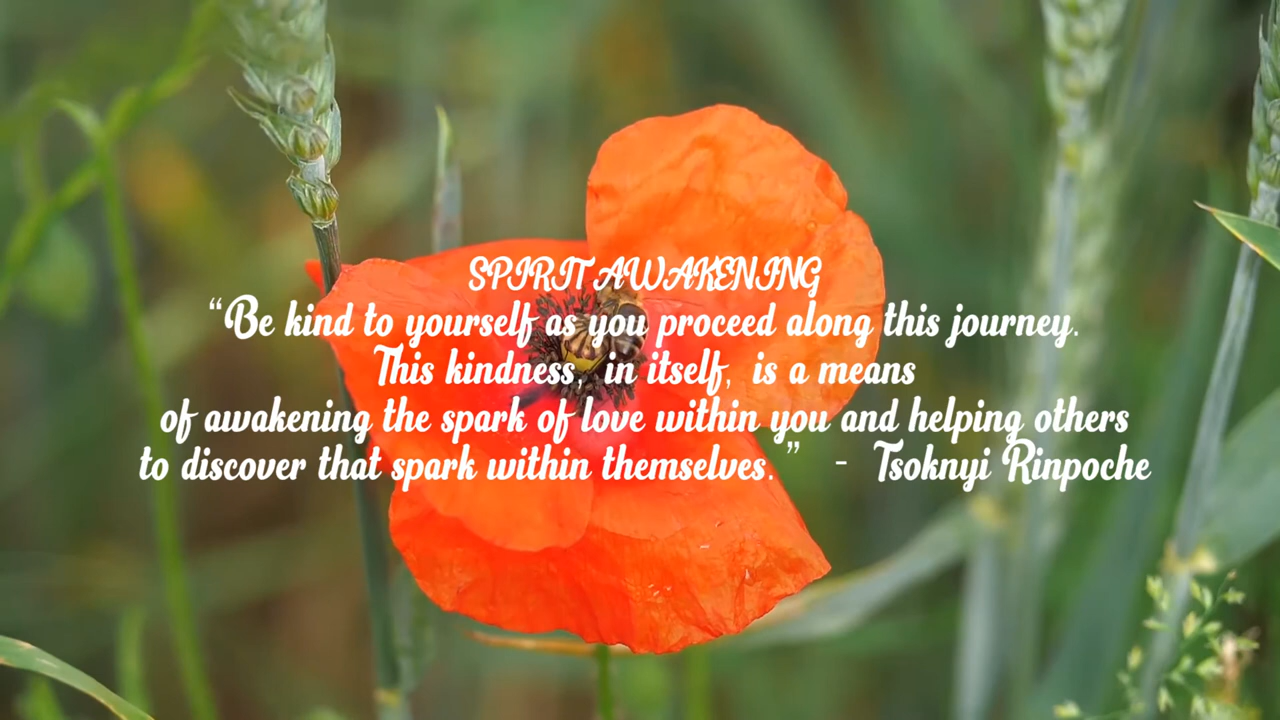 SPIRIT AWAKENING
“Be kind to yourself as you proceed along this journey.
This kindness, in itself, is a means
of awakening the spark of love within you and helping others
to discover that spark within themselves.” - Tsoknyi Rinpoche